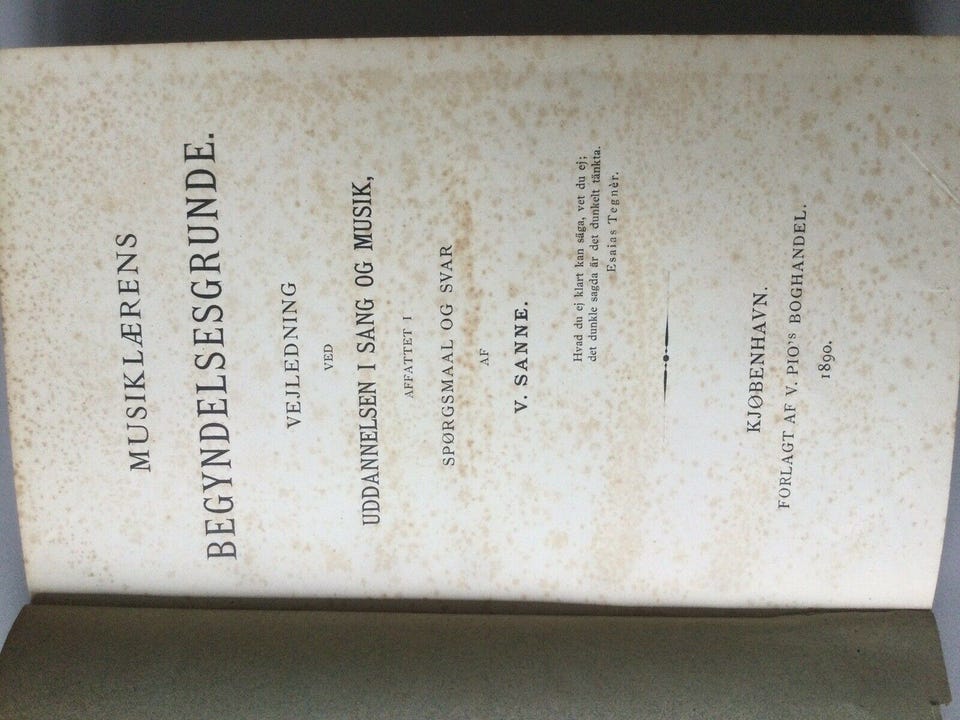 MUSIKLÆRENS
BEGYNDELSESGRUNDE.
VEJLEDNING
VED
UDDANNELSEN I SANG OG MUSIK,
AFFATTET I
SPØRGSMAAL OG SVAR
AF
V. SANNE.
Hvad du ej klart kan säga, vet du ej;
det dunkle sagda är det dunkelt tänkta.
Esaias Tegnèr.
KJØBENHAVN.
FORLAGT AF V. PIO's BOGHANDEL.
1890.